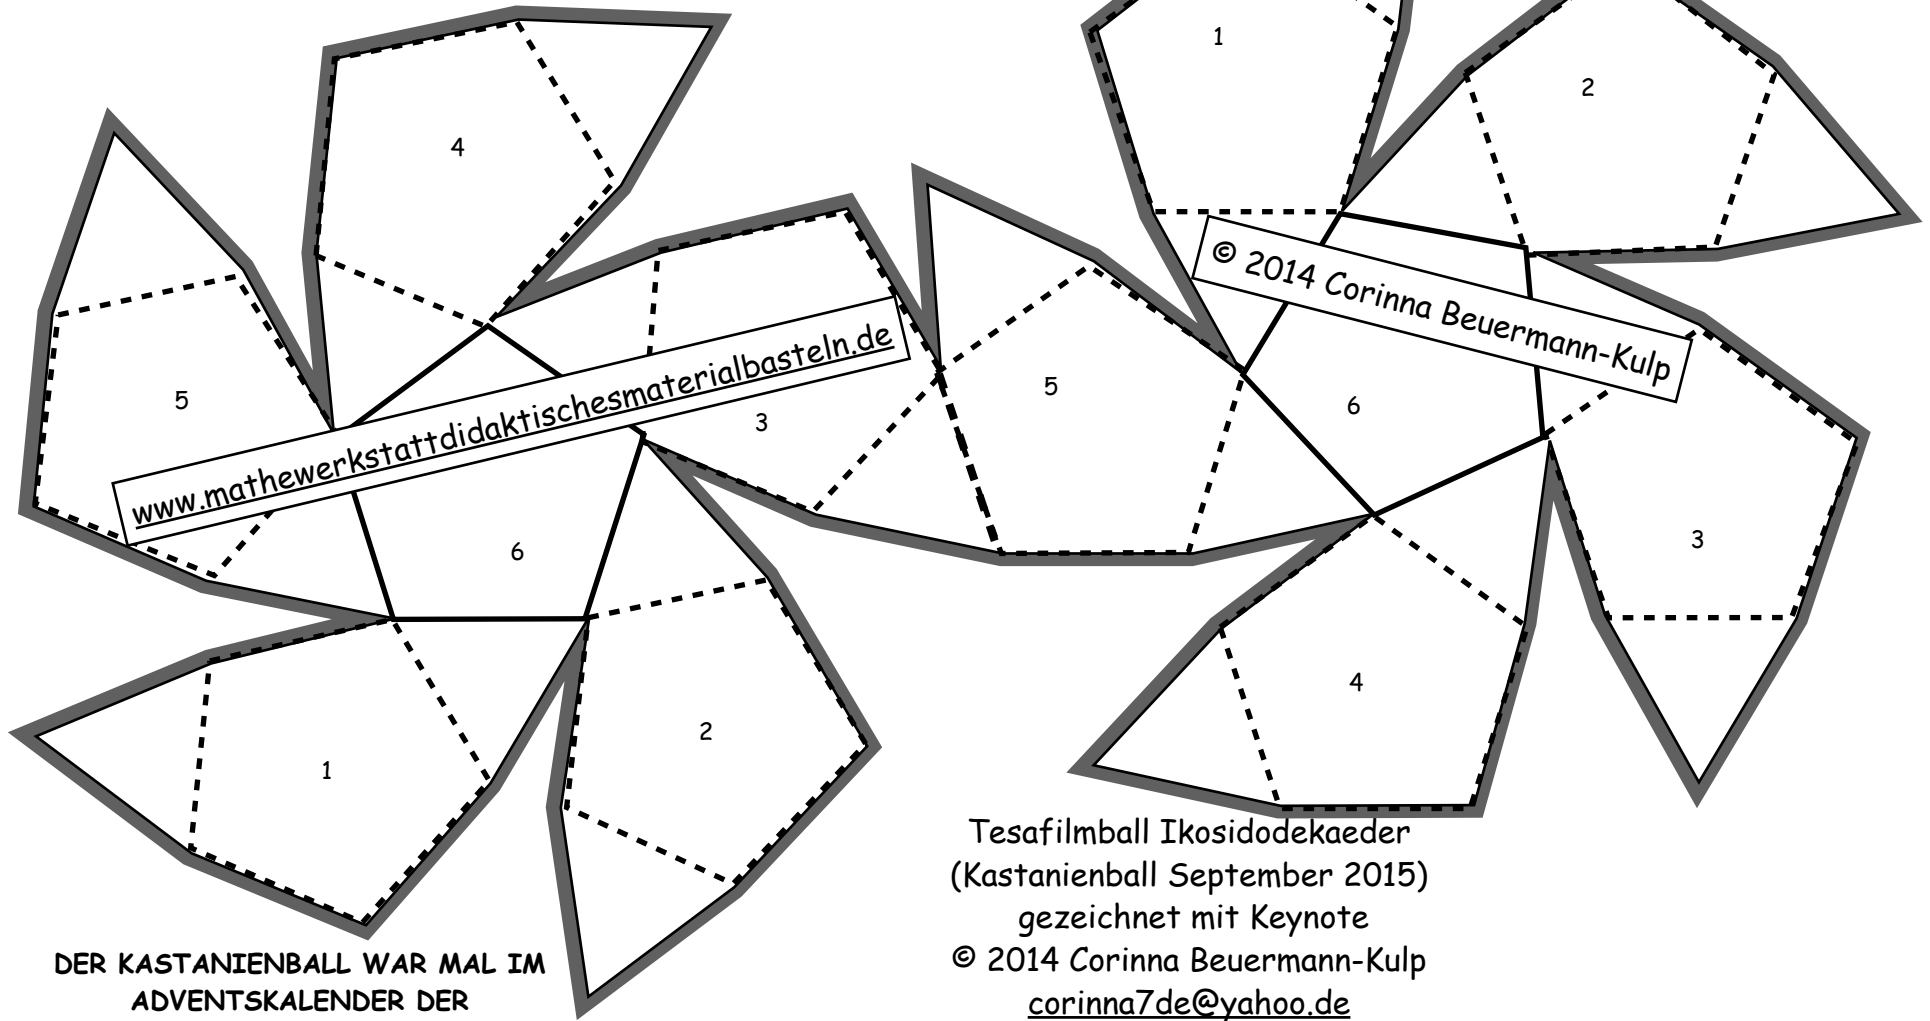 1
2
4
© 2014 Corinna Beuermann-Kulp
www.mathewerkstattdidaktischesmaterialbasteln.de
5
3
5
6
6
3
4
2
1
Tesafilmball Ikosidodekaeder
(Kastanienball September 2015)
gezeichnet mit Keynote
© 2014 Corinna Beuermann-Kulp
corinna7de@yahoo.de
DER KASTANIENBALL WAR MAL IM
ADVENTSKALENDER DER